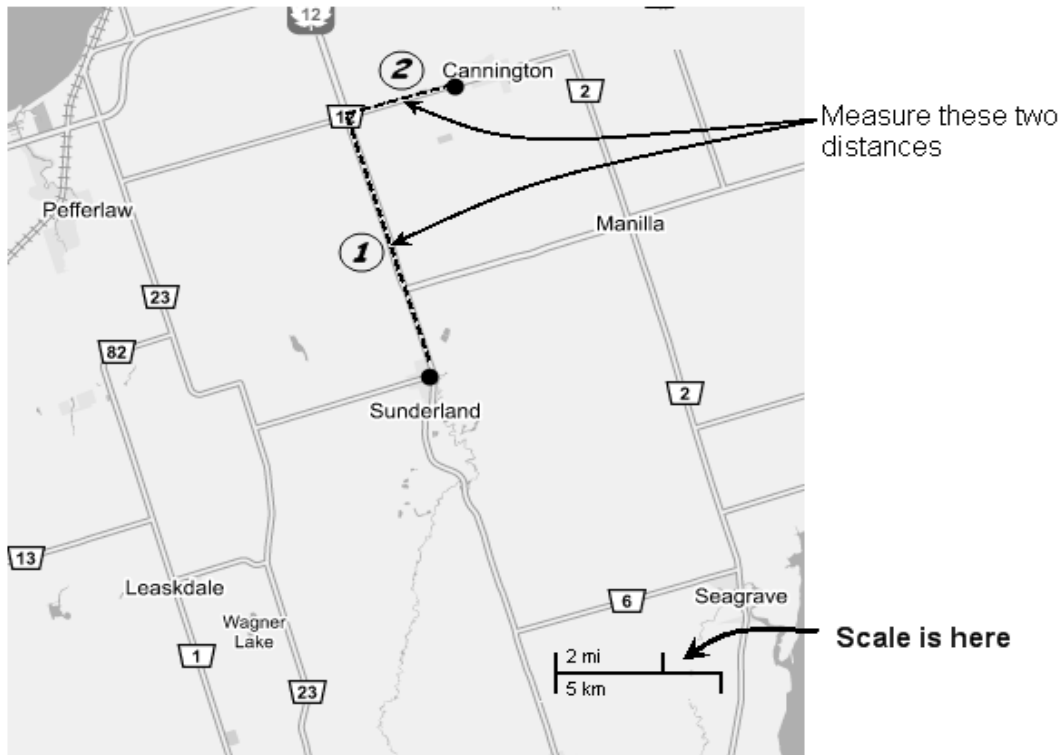 12
2
Cannington
2
Measure these two
distances
Pefferlaw
Manilla
1
23
82
2
Sunderland
13
Leaskdale
6
Seagrave
Wagner
Lake
Scale is here
1
2 mi
23
5 km